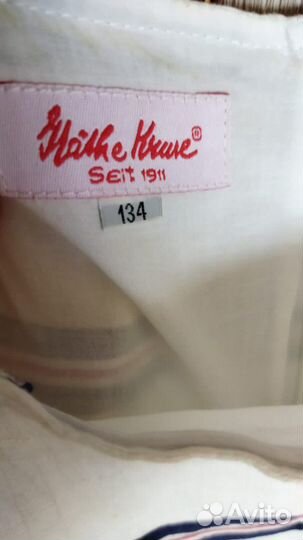 Käthe Kruse®
SEit 1911
134
Avito